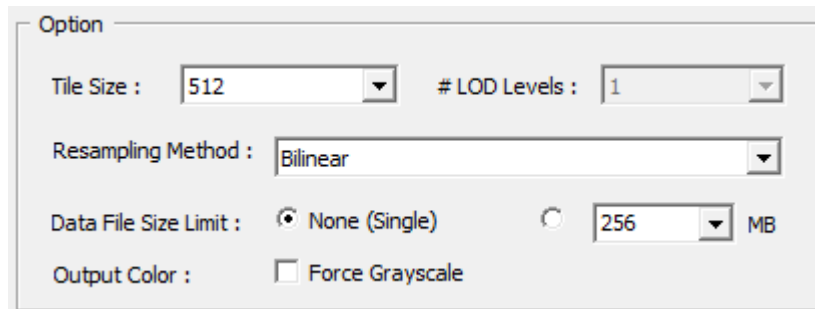 Option
Tile Size : 512 # LOD Levels : 1
Resampling Method : Bilinear
Data File Size Limit : None (Single) 256 MB
Output Color : Force Grayscale